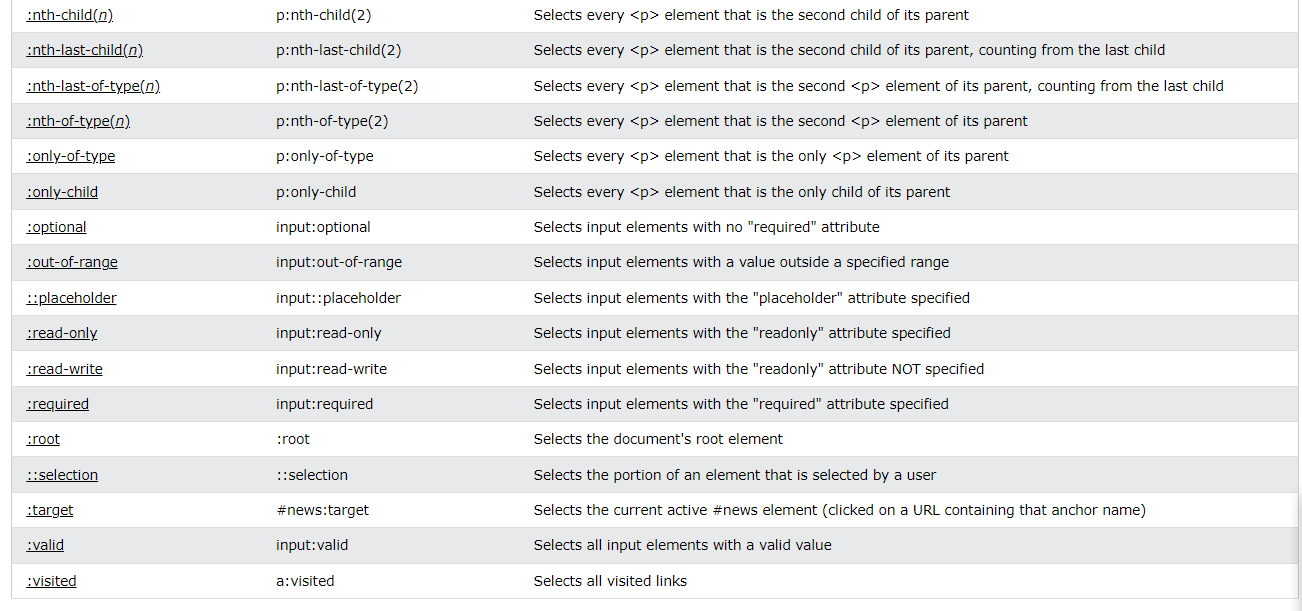 :nth-child(n) p:nth-child(2) Selects every <p> element that is the second child of its parent
:nth-last-child(n) p:nth-last-child(2) Selects every <p> element that is the second child of its parent, counting from the last child
:nth-last-of-type(n) p:nth-last-of-type(2) Selects every <p> element that is the second <p> element of its parent, counting from the last child
:nth-of-type(n) p:nth-of-type(2) Selects every <p> element that is the second <p> element of its parent
:only-of-type p:only-of-type Selects every <p> element that is the only <p> element of its parent
:only-child p:only-child Selects every <p> element that is the only child of its parent
:optional input:optional Selects input elements with no "required" attribute
:out-of-range input:out-of-range Selects input elements with a value outside a specified range
::placeholder input::placeholder Selects input elements with the "placeholder" attribute specified
:read-only input:read-only Selects input elements with the "readonly" attribute specified
:read-write input:read-write Selects input elements with the "readonly" attribute NOT specified
:required input:required Selects input elements with the "required" attribute specified
:root :root Selects the document's root element
::selection ::selection Selects the portion of an element that is selected by a user
:target #news:target Selects the current active #news element (clicked on a URL containing that anchor name)
:valid input:valid Selects all input elements with a valid value
:visited a:visited Selects all visited links